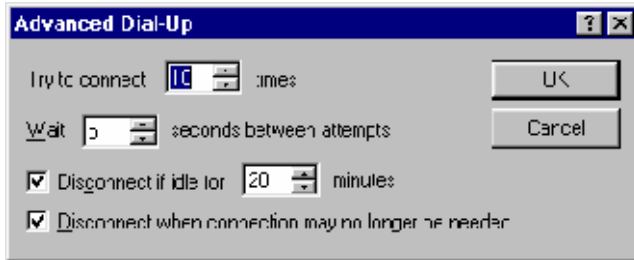 Advanced Dial-Up
Try to connect 10 times
Wait 5 seconds between attempts
Disconnect if idle for 20 minutes
Disconnect when connection may no longer be needed
OK
Cancel